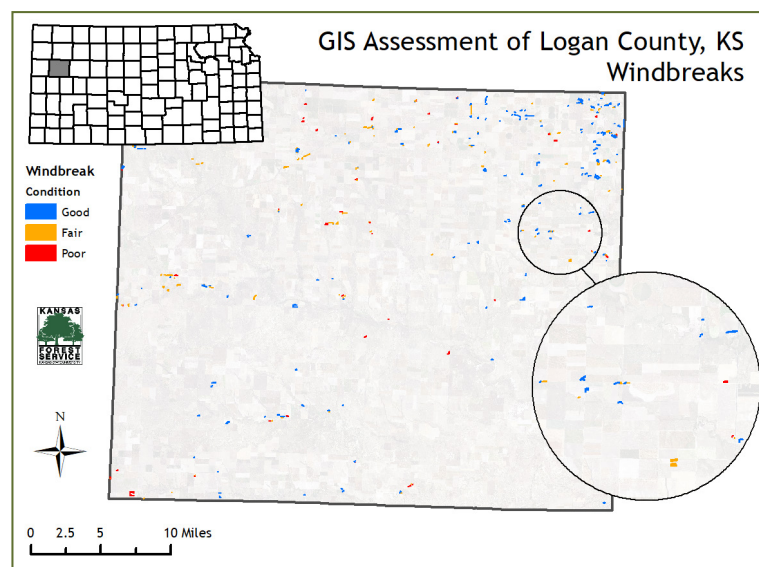 GIS Assessment of Logan County, KS
Windbreaks
Windbreak
Condition
Good
Fair
Poor
KANSAS
FOREST
SERVICE
N
0 2.5 5 10 Miles